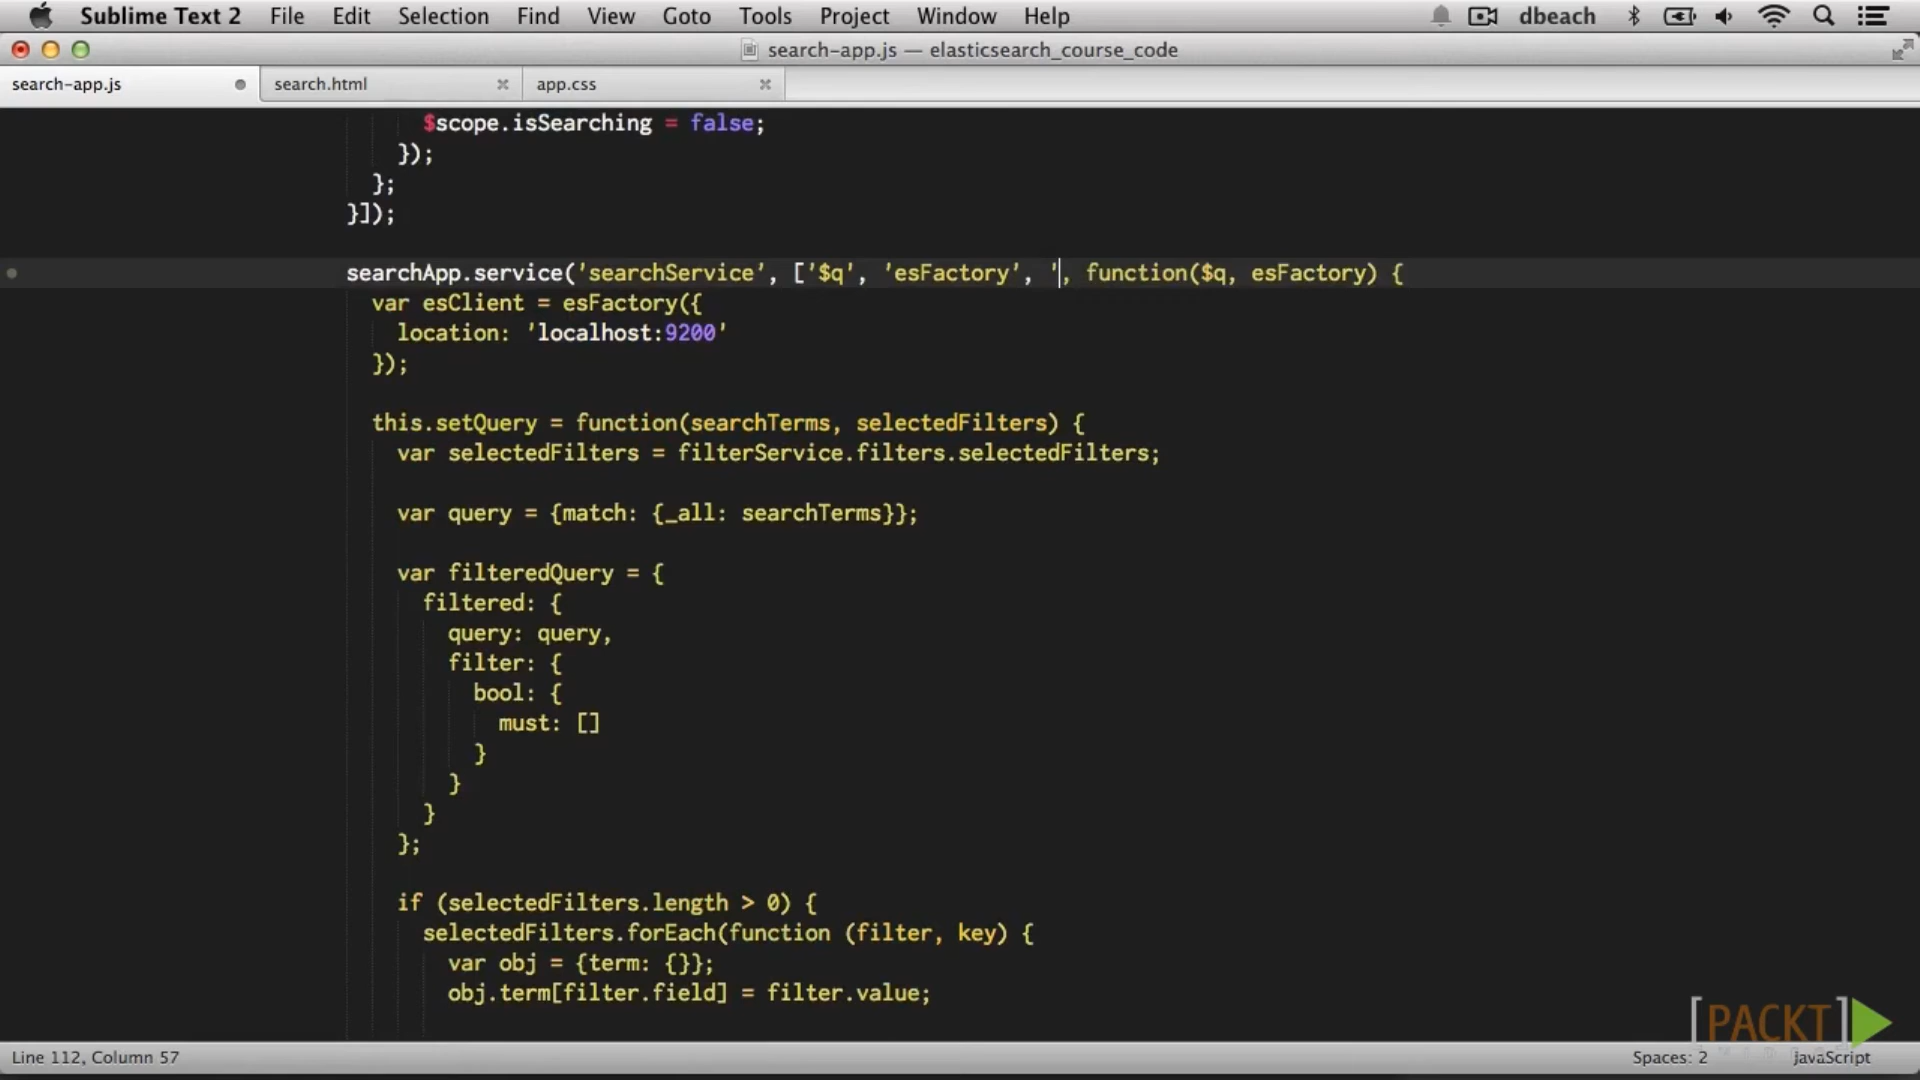 Sublime Text 2 File Edit Selection Find View Goto Tools Project Window Help dbeach
search-app.js — elasticsearch_course_code
search-app.js search.html app.css
$scope.isSearching = false;
});
};
}]);
searchApp.service('searchService', ['$q', 'esFactory', ', function($q, esFactory) {
var esClient = esFactory({
location: 'localhost:9200'
});
this.setQuery = function(searchTerms, selectedFilters) {
var selectedFilters = filterService.filters.selectedFilters;
var query = {match: {_all: searchTerms}};
var filteredQuery = {
filtered: {
query: query,
filter: {
bool: {
must: []
}
}
}
};
if (selectedFilters.length > 0) {
selectedFilters.forEach(function (filter, key) {
var obj = {term: {}};
obj.term[filter.field] = filter.value;
[PACKT]
Line 112, Column 57 Spaces: 2 JavaScript